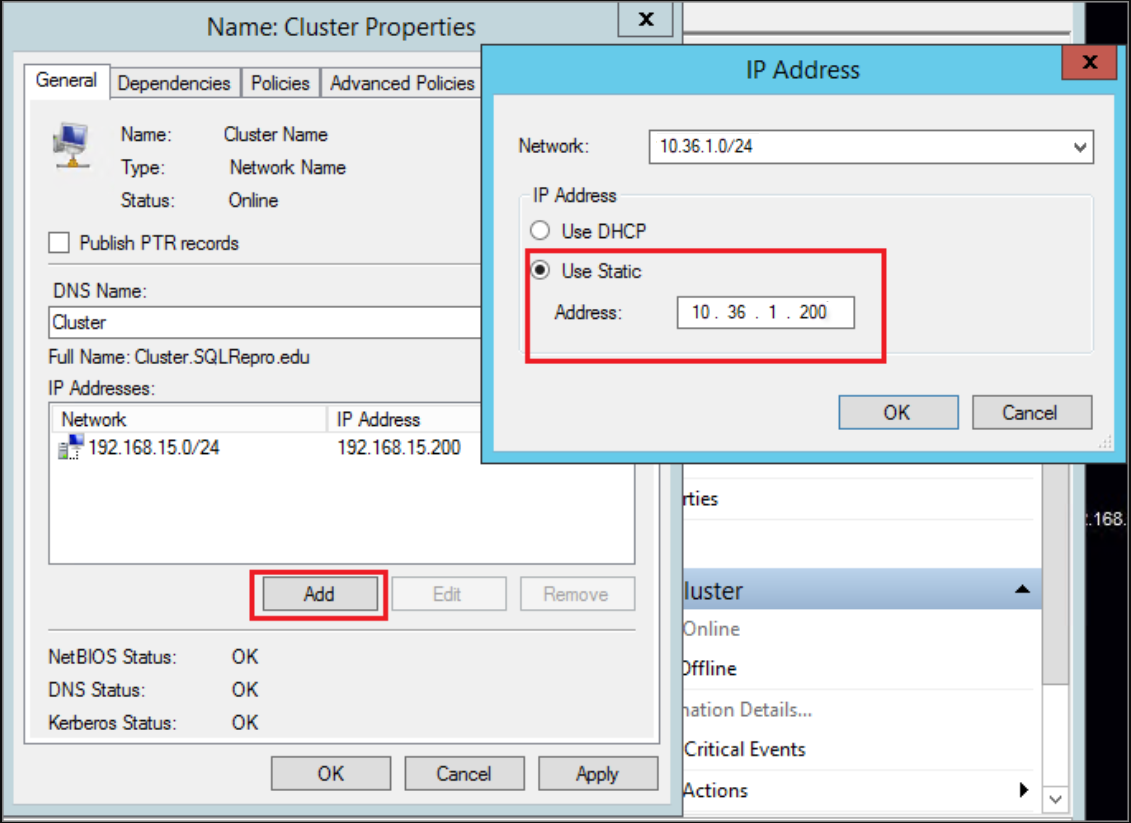 Name: Cluster Properties
x
General Dependencies Policies Advanced Policies
Name: Cluster Name
Type: Network Name
Status: Online
Publish PTR records
DNS Name:
Cluster
Full Name: Cluster.SQLRepro.edu
IP Addresses:
Network IP Address
192.168.15.0/24 192.168.15.200
Add Edit Remove
NetBIOS Status: OK
DNS Status: OK
Kerberos Status: OK
OK Cancel Apply
IP Address
x
Network: 10.36.1.0/24
IP Address
Use DHCP
Use Static
Address: 10 . 36 . 1 . 200
OK Cancel
rties
luster
Online
Offline
nation Details...
Critical Events
Actions
.168.